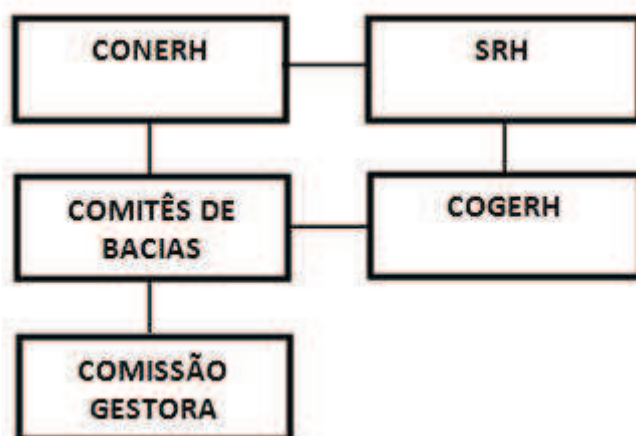 CONERH
SRH
COMITÊS DE
BACIAS
COGERH
COMISSÃO
GESTORA